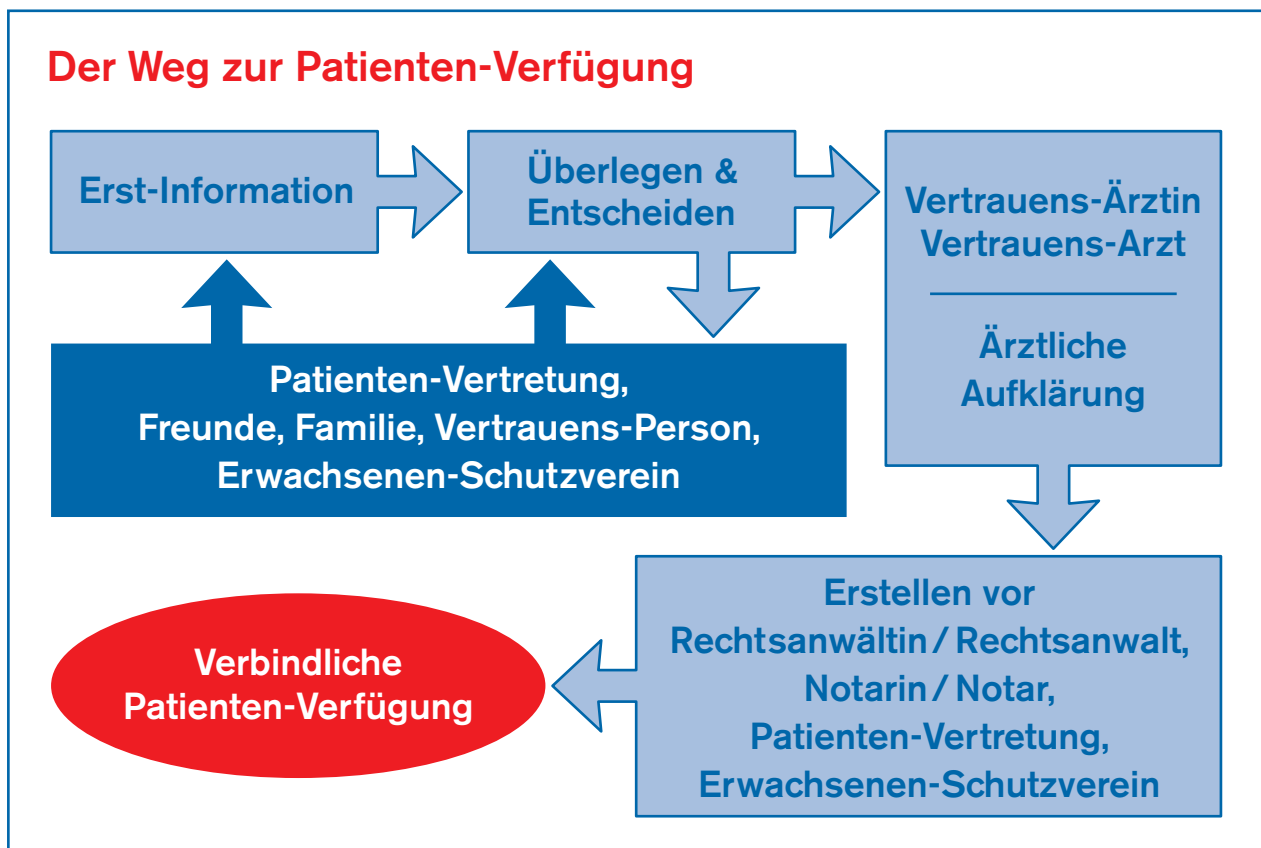 Der Weg zur Patienten-Verfügung
Erst-Information
Überlegen &
Entscheiden
Vertrauens-Ärztin
Vertrauens-Arzt
Ärztliche
Aufklärung
Patienten-Vertretung,
Freunde, Familie, Vertrauens-Person,
Erwachsenen-Schutzverein
Erstellen vor
Rechtsanwältin / Rechtsanwalt,
Notarin / Notar,
Patienten-Vertretung,
Erwachsenen-Schutzverein
Verbindliche
Patienten-Verfügung